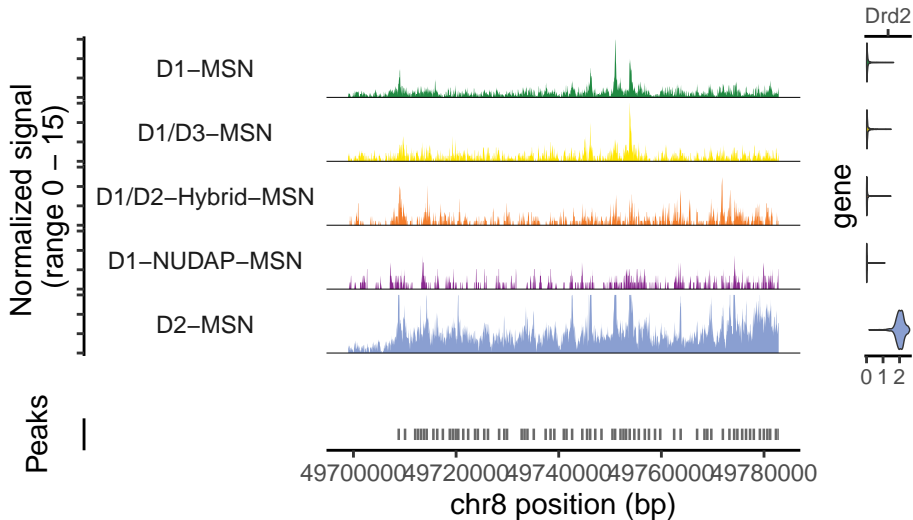 Drd2
Normalized signal
(range 0 − 15)
D1−MSN
D1/D3−MSN
D1/D2−Hybrid−MSN
D1−NUDAP−MSN
D2−MSN
gene
0 1 2
Peaks
49700000 49720000 49740000 49760000 49780000
chr8 position (bp)